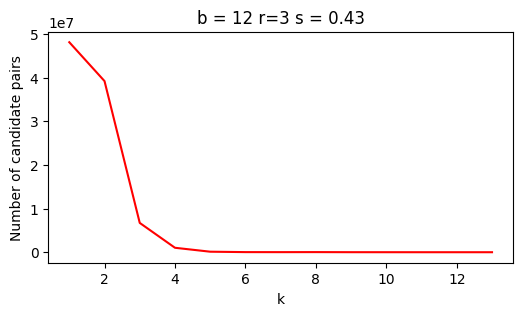 b = 12 r=3 s = 0.43
1e7
5
4
3
2
1
0
Number of candidate pairs
2 4 6 8 10 12
k